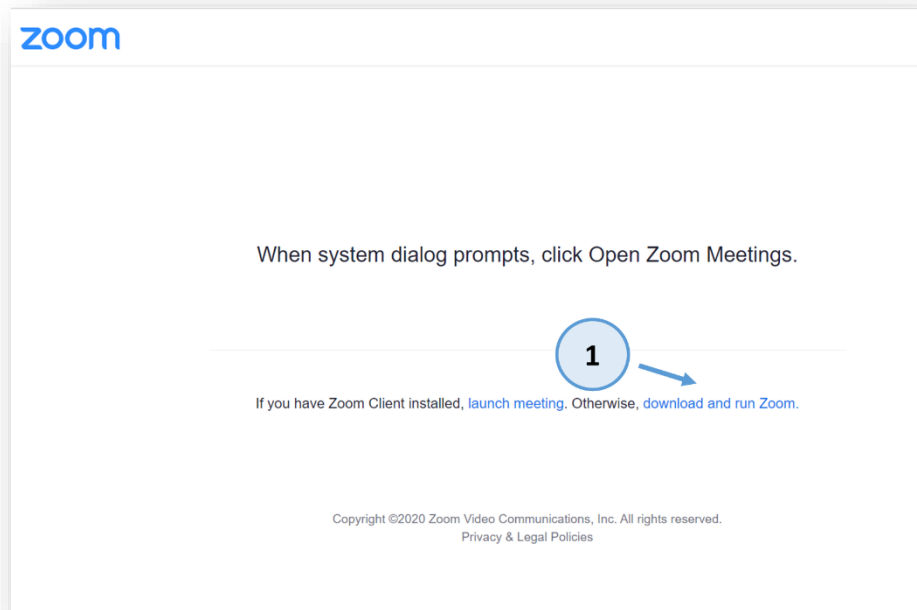 zoom
When system dialog prompts, click Open Zoom Meetings.
1
If you have Zoom Client installed, launch meeting. Otherwise, download and run Zoom.
Copyright ©2020 Zoom Video Communications, Inc. All rights reserved.
Privacy & Legal Policies